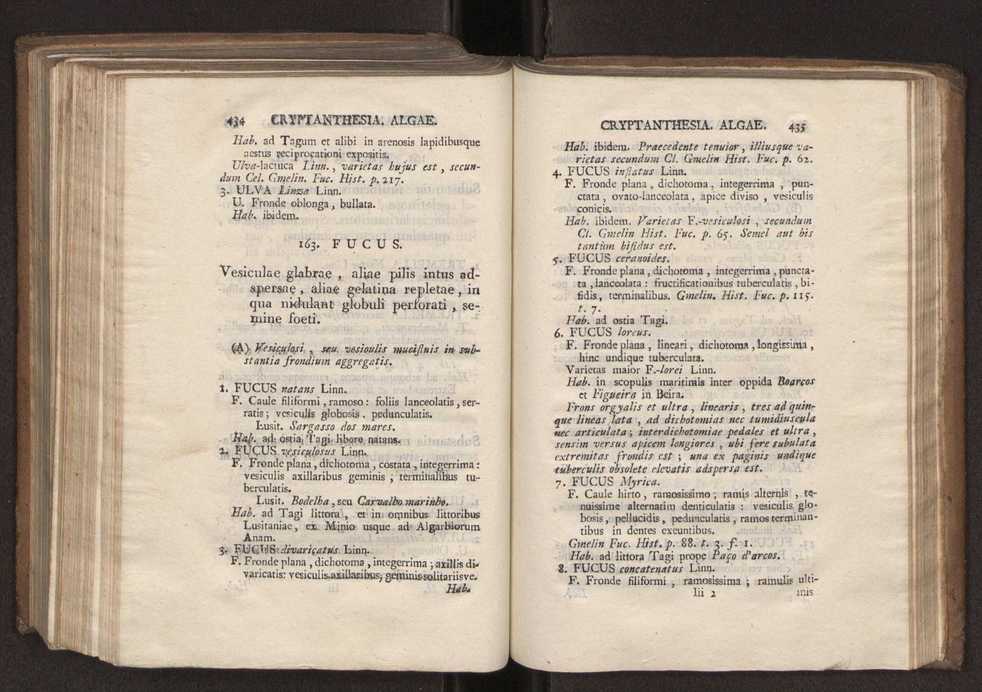 434 CRYPTANTHESIA. ALGAE.
Hab. ad Tagum et alibi in arenosis lapidibusque
aestus reciprocationi expositis.
Ulva-lactuca Linn., varietas hujus est, secun-
dum Cel. Gmelin. Fuc. Hist. p. 217.
3. ULVA Linza Linn.
U. Fronde oblonga, bullata.
Hab. ibidem.
163. FUCUS.
Vesiculae glabrae, aliae pilis intus ad-
spersae, aliae gelatina repletae, in
qua nidulant globuli perforati, se-
mine foeti.
(A) Vesiculosi, seu vesiculis mucifluis in sub-
stantia frondium aggregatis.
1. FUCUS natans Linn.
F. Caule filiformi, ramoso: foliis lanceolatis, ser-
ratis; vesiculis globosis. pedunculatis.
Lusit. Sargasso dos mares.
Hab. ad ostia Tagi libere natans.
2. FUCUS vesiculosus Linn.
F. Fronde plana, dichotoma, costata, integerrima:
vesiculis axillaribus geminis, terminalibus tu-
berculatis.
Lusit. Bodelha, seu Carvalho marinho.
Hab. ad Tagi littora, et in omnibus littoribus
Lusitaniae, ex Minio usque ad Algarbiorum
Anam.
3. FUCUS divaricatus Linn.
F. Fronde plana, dichotoma, integerrima; axillis di-
varicatis: vesiculis axillaribus, geminis solitariisve.
Hab.
CRYPTANTHESIA. ALGAE. 435
Hab. ibidem. Praecedente tenuior, illiusque va-
rietas secundum Cl. Gmelin Hist. Fuc. p. 62.
4. FUCUS inflatus Linn.
F. Fronde plana, dichotoma, integerrima, pun-
ctata, ovato-lanceolata, apice diviso, vesiculis
conicis.
Hab. ibidem. Varietas F.-vesiculosi, secundum
Cl. Gmelin Hist. Fuc. p. 65. Semel aut bis
tantùm bifidus est.
5. FUCUS ceranoides.
F. Fronde plana, dichotoma, integerrima, puncta-
ta, lanceolata: fructificationibus tuberculatis, bi-
fidis, terminalibus. Gmelin. Hist. Fuc. p. 115.
t. 7.
Hab. ad ostia Tagi.
6. FUCUS loreus.
F. Fronde plana, lineari, dichotoma, longissima,
hinc undique tuberculata.
Varietas maior F.-lorei Linn.
Hab. in scopulis maritimis inter oppida Boarcos
et Figueira in Beira.
Frons orgyalis et ultra, linearis, tres ad quin-
que lineas lata, ad dichotomias nec tumidiuscula
nec articulata; interdichotomiae pedales et ultra,
sensim versus apicem longiores, ubi fere subulata
extremitas frondis est; una ex paginis undique
tuberculis obsolete elevatis adspersa est.
7. FUCUS Myrica.
F. Caule hirto, ramosissimo; ramis alternis, te-
nuissime alternatim denticulatis: vesiculis glo-
bosis, pellucidis, pedunculatis, ramos terminan-
tibus in dentes exeuntibus.
Gmelin Fuc. Hist. p. 88. t. 3. f. 1.
Hab. ad littora Tagi prope Paço d'arcos.
8. FUCUS concatenatus Linn.
F. Fronde filiformi, ramosissima; ramulis ulti-
Iii 2 mis